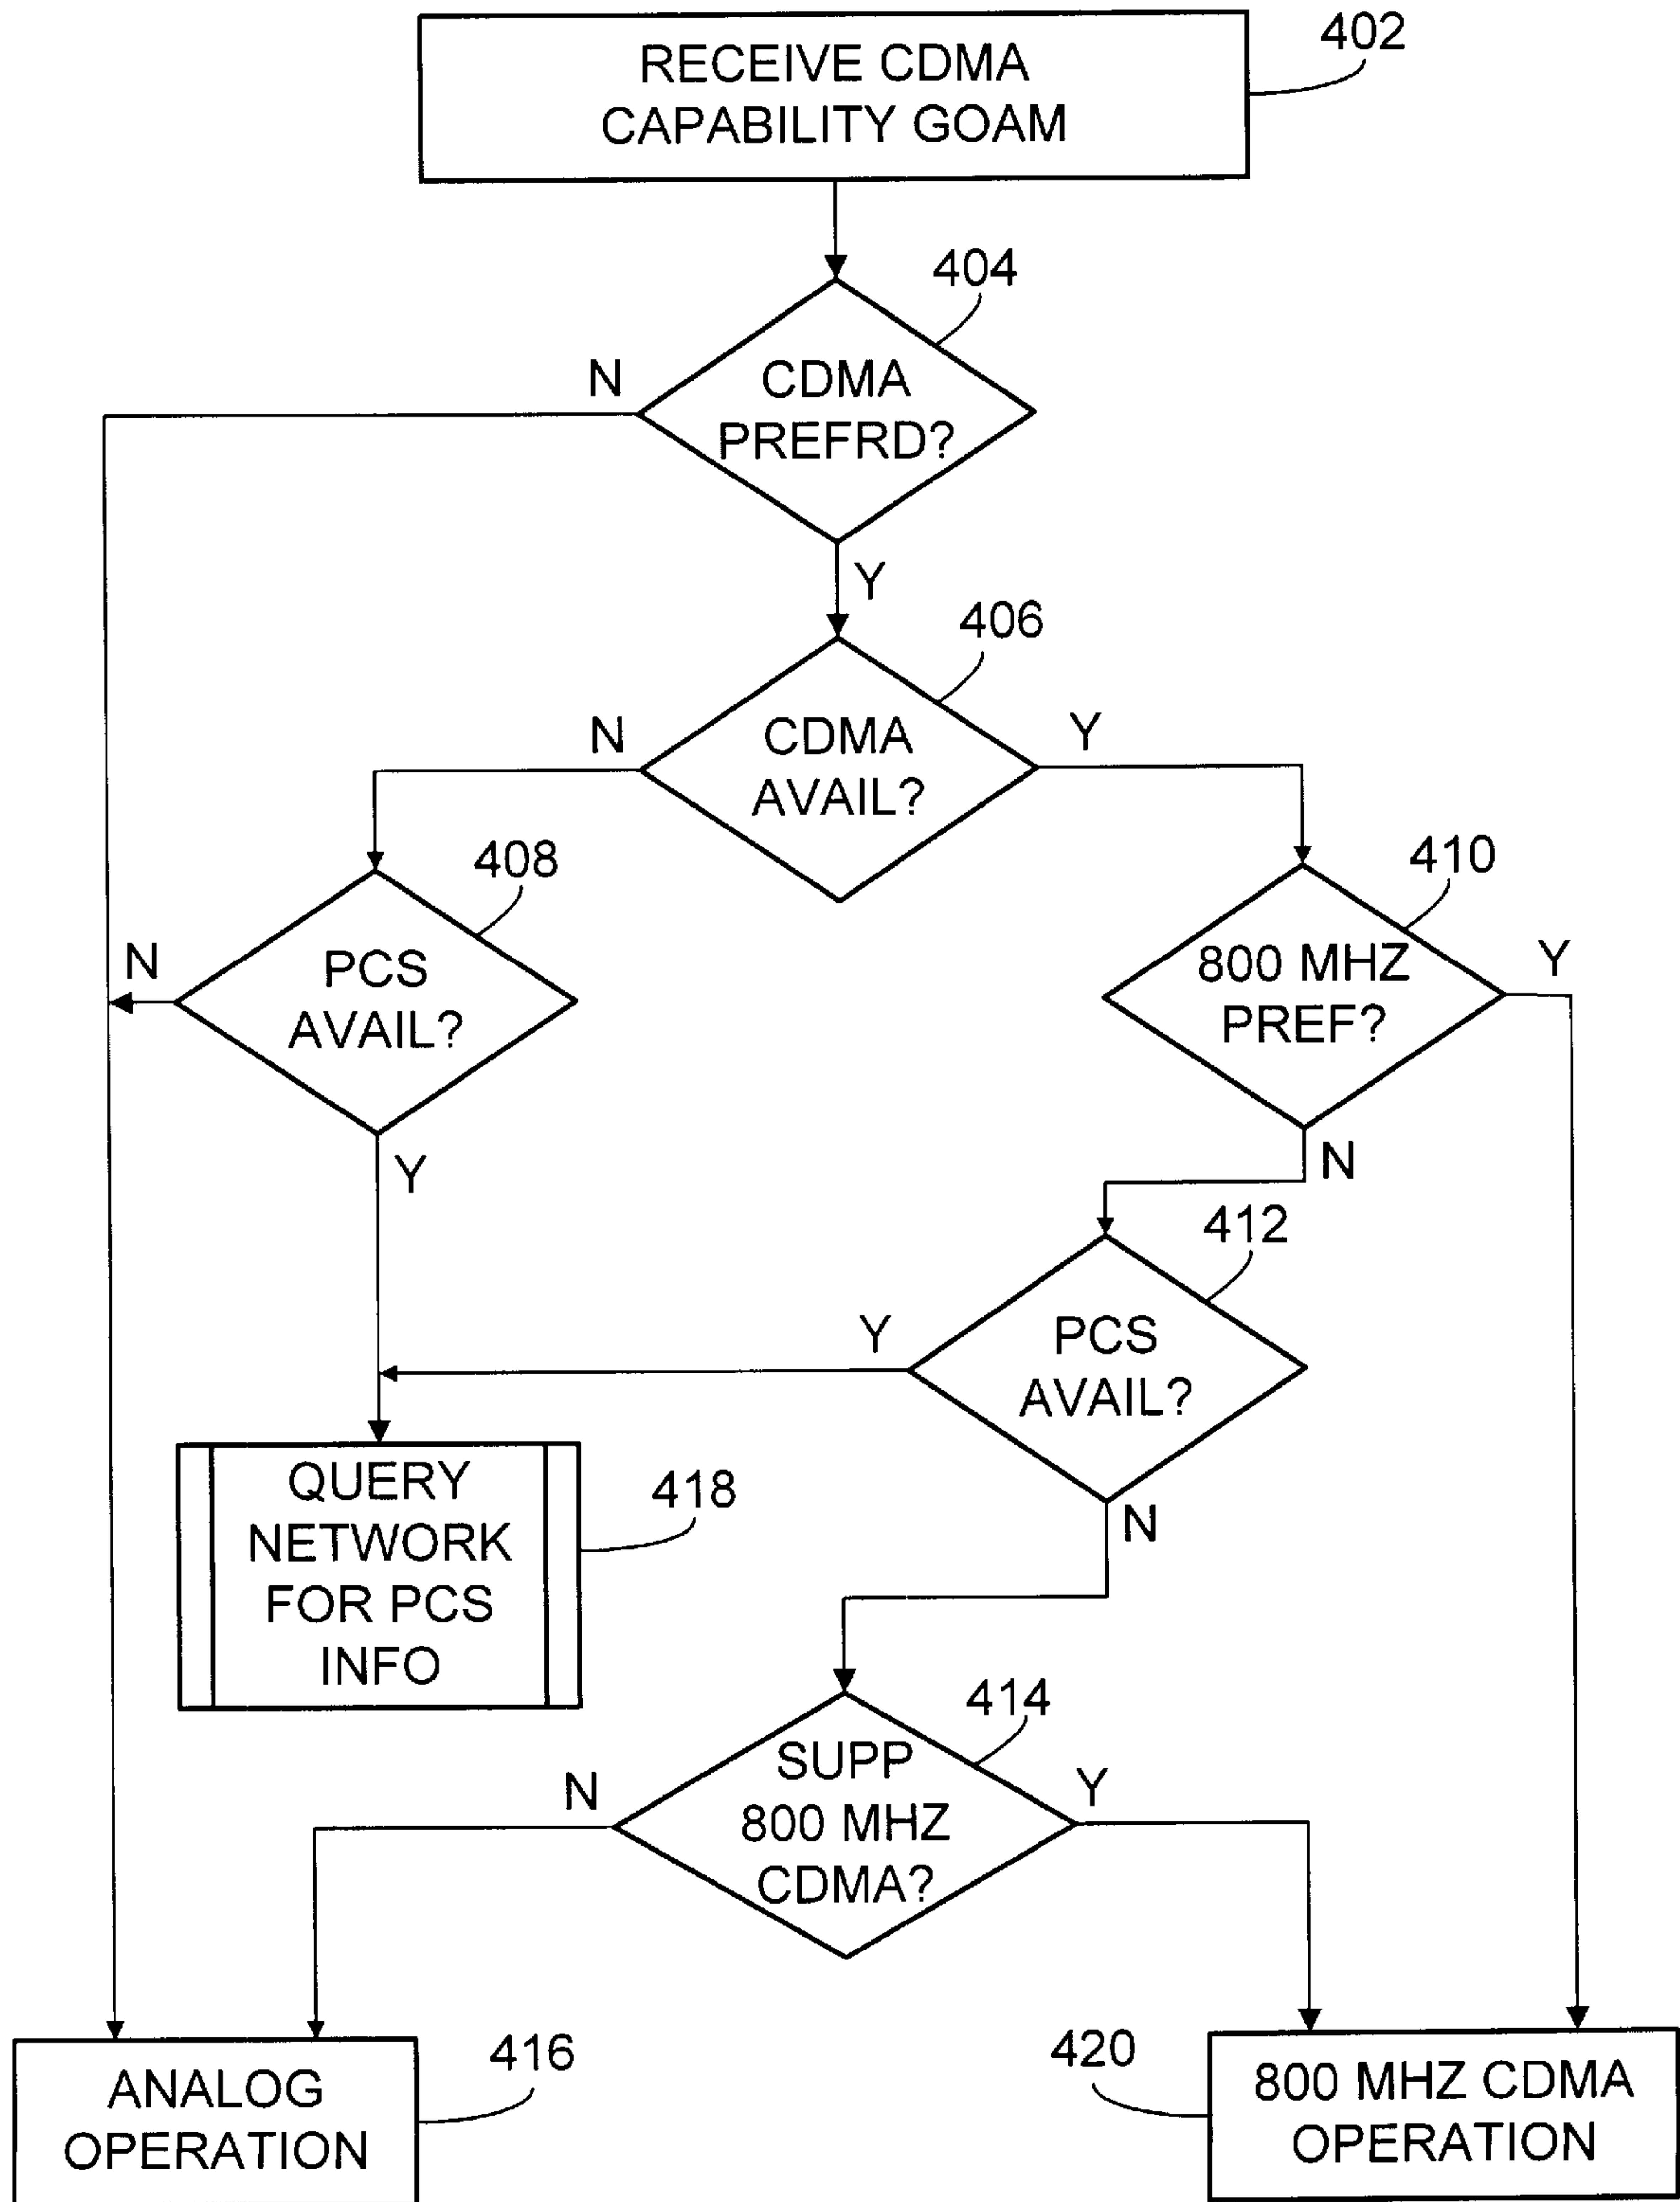 RECEIVE CDMA
CAPABILITY GOAM
402
404
N
CDMA
PREFRD?
Y
406
N
CDMA
AVAIL?
Y
408
N
PCS
AVAIL?
Y
410
800 MHZ
PREF?
Y
N
412
Y
PCS
AVAIL?
N
QUERY
NETWORK
FOR PCS
INFO
418
414
N
SUPP
800 MHZ
CDMA?
Y
ANALOG
OPERATION
416
420
800 MHZ CDMA
OPERATION